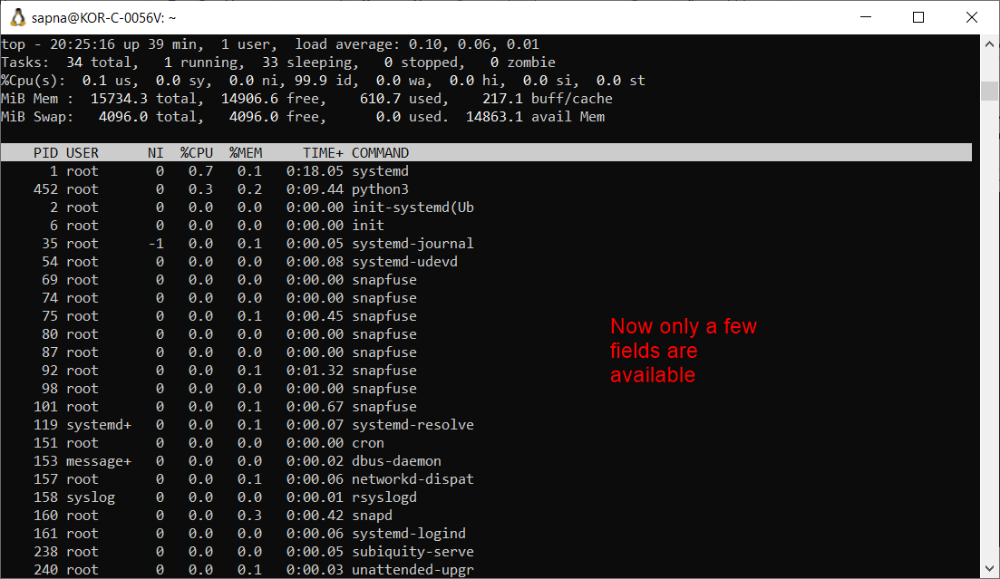 sapna@KOR-C-0056V: ~
top - 20:25:16 up 39 min,  1 user,  load average: 0.10, 0.06, 0.01
Tasks:  34 total,   1 running,  33 sleeping,   0 stopped,   0 zombie
%Cpu(s):  0.1 us,  0.0 sy,  0.0 ni, 99.9 id,  0.0 wa,  0.0 hi,  0.0 si,  0.0 st
MiB Mem :  15734.3 total,  14906.6 free,    610.7 used,    217.1 buff/cache
MiB Swap:   4096.0 total,   4096.0 free,      0.0 used.  14863.1 avail Mem
PID USER      NI  %CPU  %MEM     TIME+ COMMAND
1 root       0   0.7   0.1   0:18.05 systemd
452 root       0   0.3   0.2   0:09.44 python3
2 root       0   0.0   0.0   0:00.00 init-systemd(Ub
6 root       0   0.0   0.0   0:00.00 init
35 root      -1   0.0   0.1   0:00.05 systemd-journal
54 root       0   0.0   0.0   0:00.08 systemd-udevd
69 root       0   0.0   0.0   0:00.00 snapfuse
74 root       0   0.0   0.0   0:00.00 snapfuse
75 root       0   0.0   0.1   0:00.45 snapfuse
80 root       0   0.0   0.0   0:00.00 snapfuse
87 root       0   0.0   0.0   0:00.00 snapfuse
92 root       0   0.0   0.1   0:01.32 snapfuse
98 root       0   0.0   0.0   0:00.00 snapfuse
101 root       0   0.0   0.1   0:00.67 snapfuse
119 systemd+   0   0.0   0.1   0:00.07 systemd-resolve
151 root       0   0.0   0.0   0:00.00 cron
153 message+   0   0.0   0.0   0:00.02 dbus-daemon
157 root       0   0.0   0.1   0:00.06 networkd-dispat
158 syslog     0   0.0   0.0   0:00.01 rsyslogd
160 root       0   0.0   0.3   0:00.42 snapd
161 root       0   0.0   0.0   0:00.06 systemd-logind
238 root       0   0.0   0.0   0:00.05 subiquity-serve
240 root       0   0.0   0.1   0:00.03 unattended-upgr
Now only a few
fields are
available